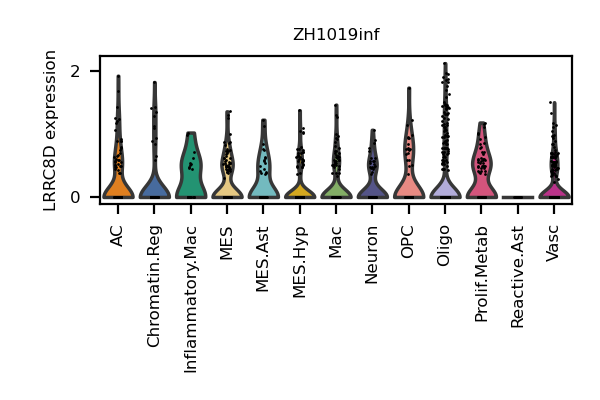 ZH1019inf
LRRC8D expression
2
0
AC
Chromatin.Reg
Inflammatory.Mac
MES
MES.Ast
MES.Hyp
Mac
Neuron
OPC
Oligo
Prolif.Metab
Reactive.Ast
Vasc